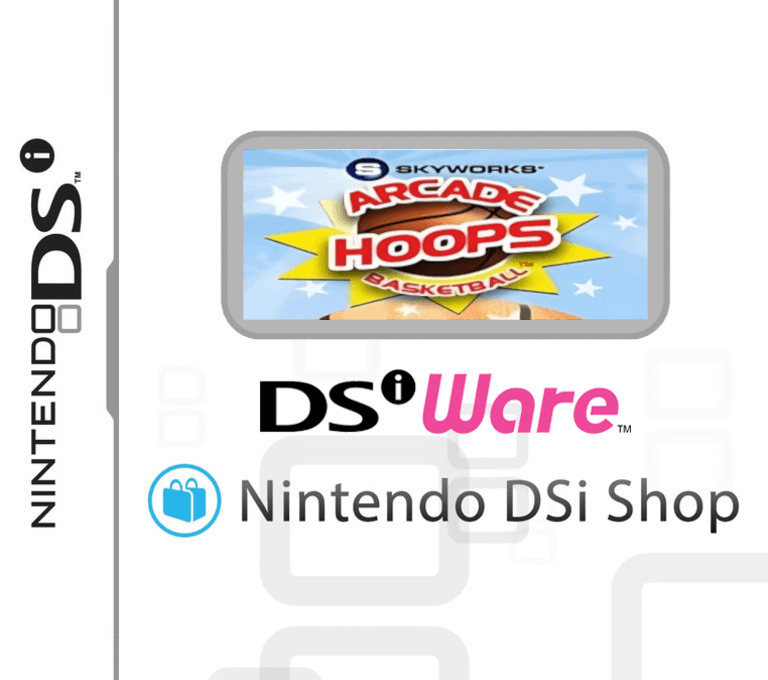 NINTENDO DSi™
S SKYWORKS®
ARCADE
HOOPS
BASKETBALL™
DSiWare™
Nintendo DSi Shop